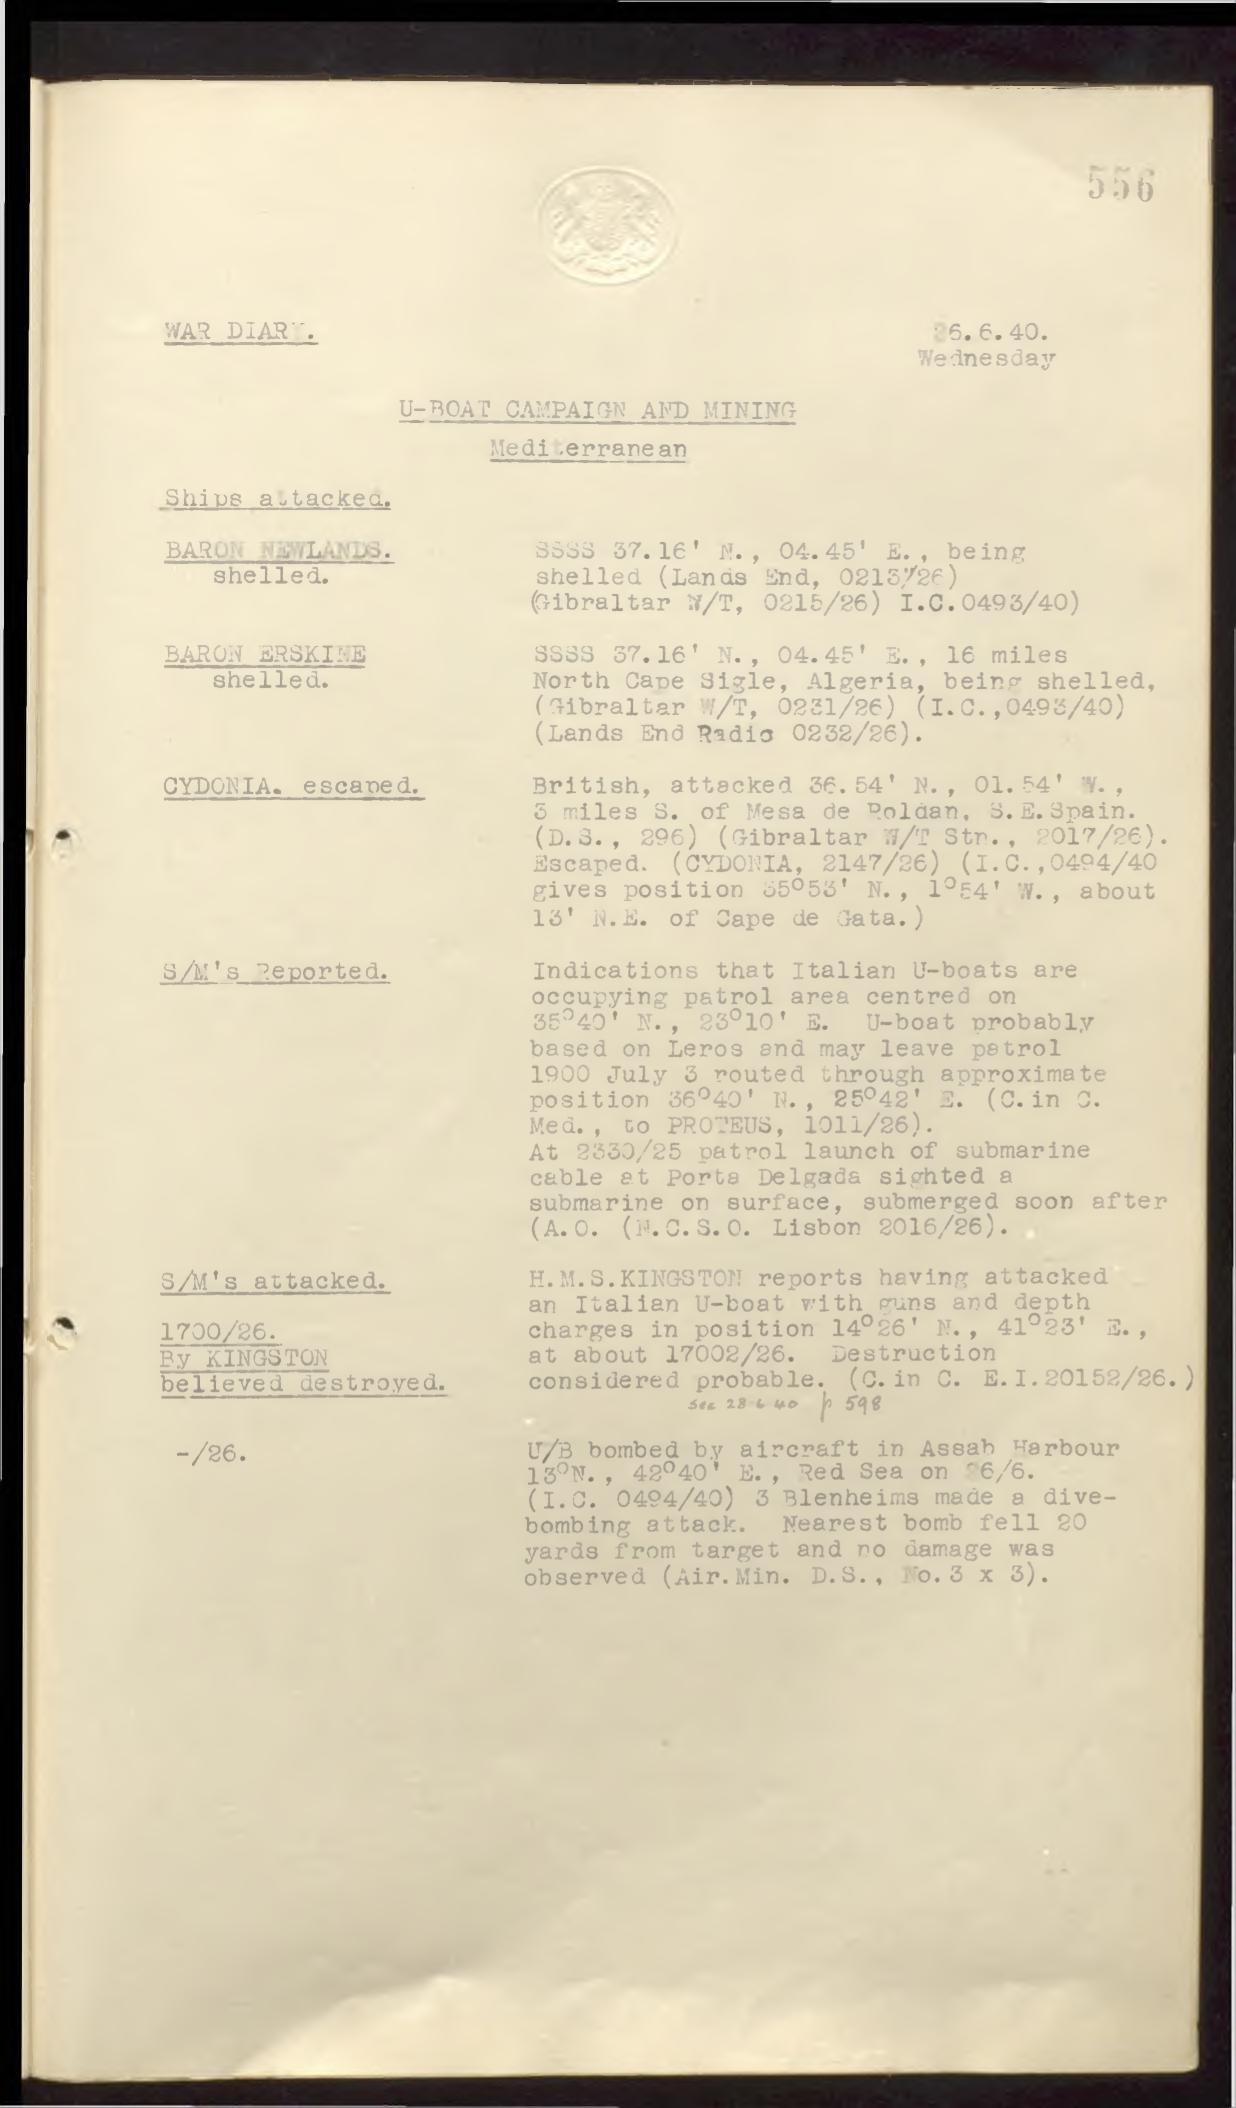 556
WAR DIARY.
26.6.40.
Wednesday
U-BOAT CAMPAIGN AND MINING
Mediterranean
Ships attacked.
BARON NEWLANDS.
shelled.
SSSS 37.16' N., 04.45' E., being
shelled (Lands End, 0213/26)
(Gibraltar W/T, 0215/26) I.C.0493/40)
BARON ERSKINE
shelled.
SSSS 37.16' N., 04.45' E., 16 miles
North Cape Sigle, Algeria, being shelled,
(Gibraltar W/T, 0231/26) (I.C.,0493/40)
(Lands End Radio 0232/26).
CYDONIA. escaped.
British, attacked 36.54' N., 01.54' W.,
3 miles S. of Mesa de Roldan, S.E.Spain.
(D.S., 296) (Gibraltar W/T Stn., 2017/26).
Escaped. (CYDONIA, 2147/26) (I.C.,0494/40
gives position 35°53' N., 1°54' W., about
13' N.E. of Cape de Gata.)
S/M's Reported.
Indications that Italian U-boats are
occupying patrol area centred on
35°40' N., 23°10' E. U-boat probably
based on Leros and may leave patrol
1900 July 3 routed through approximate
position 36°40' N., 25°42' E. (C.in C.
Med., to PROTEUS, 1011/26).
At 2330/25 patrol launch of submarine
cable at Porta Delgada sighted a
submarine on surface, submerged soon after
(A.O. (N.C.S.O. Lisbon 2016/26).
S/M's attacked.
1700/26.
By KINGSTON
believed destroyed.
H.M.S.KINGSTON reports having attacked
an Italian U-boat with guns and depth
charges in position 14°26' N., 41°23' E.,
at about 1700Z/26. Destruction
considered probable. (C.in C. E.I.2015Z/26.)
See 28 6 40 p 598
-/26.
U/B bombed by aircraft in Assab Harbour
13°N., 42°40' E., Red Sea on 26/6.
(I.C. 0494/40) 3 Blenheims made a dive-
bombing attack. Nearest bomb fell 20
yards from target and no damage was
observed (Air.Min. D.S., No.3 x 3).